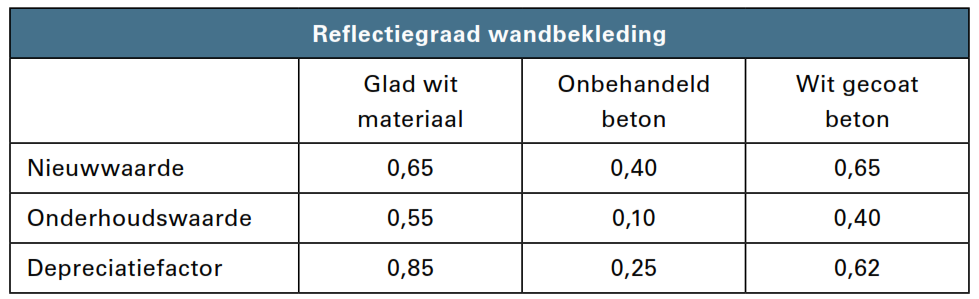 Reflectiegraad wandbekleding
Glad wit materiaal Onbehandeld beton Wit gecoat beton
Nieuwwaarde 0,65 0,40 0,65
Onderhoudswaarde 0,55 0,10 0,40
Depreciatiefactor 0,85 0,25 0,62